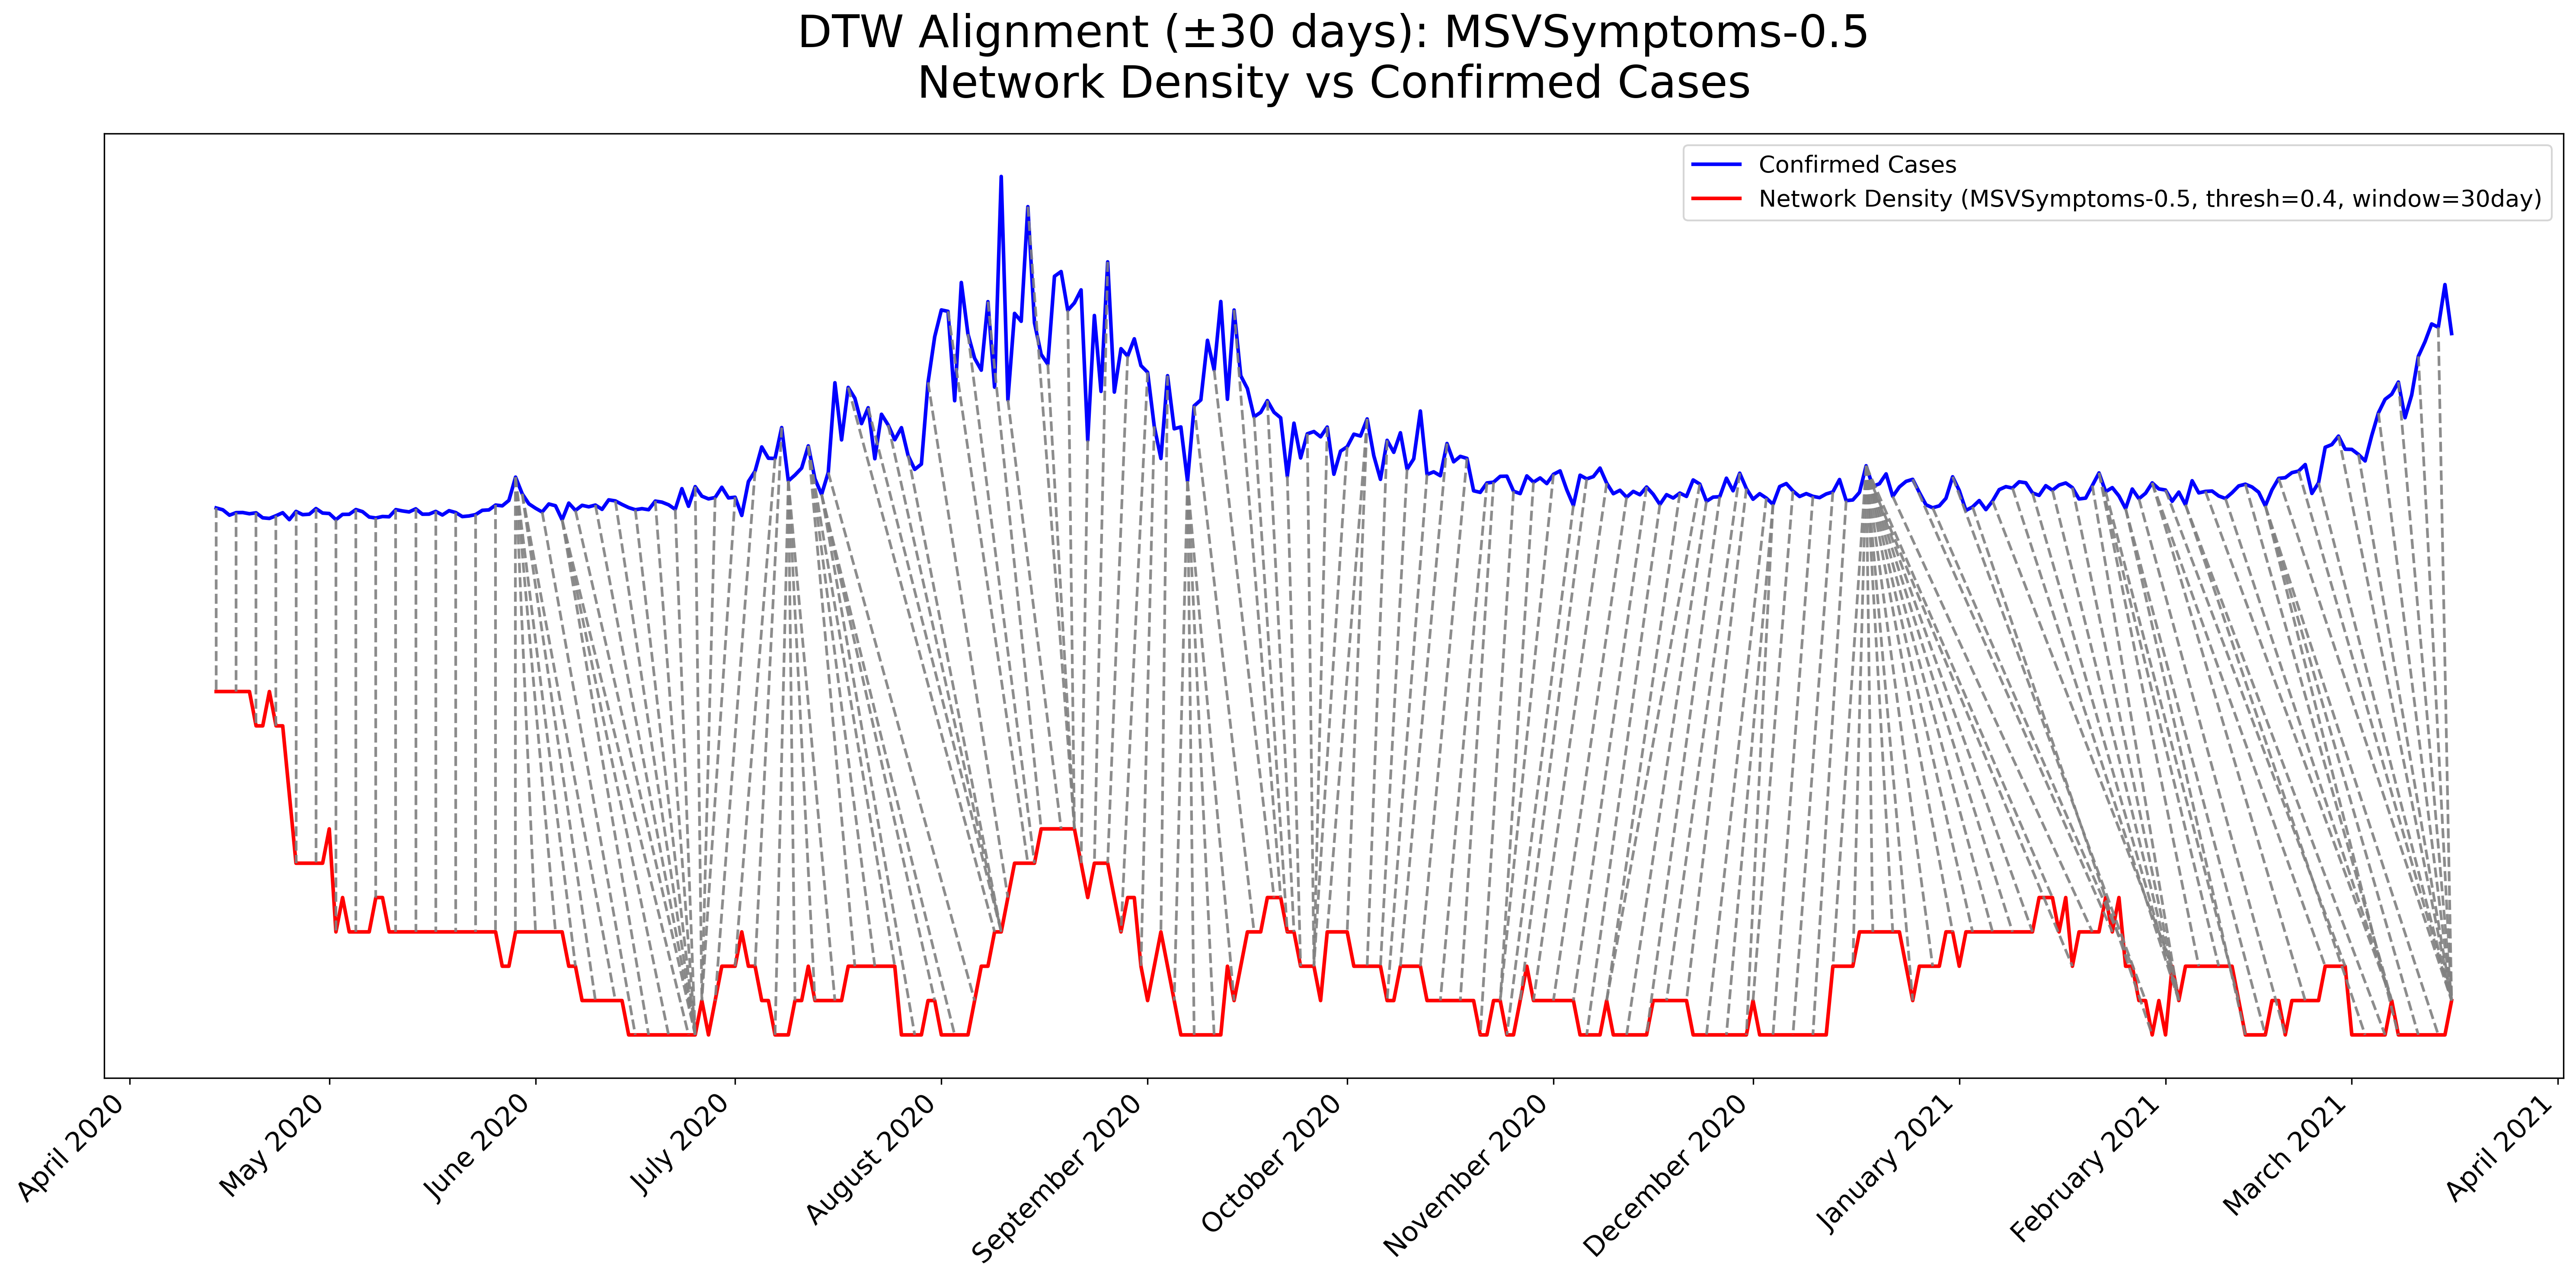 DTW Alignment (±30 days): MSVSymptoms-0.5
Network Density vs Confirmed Cases
Confirmed Cases
Network Density (MSVSymptoms-0.5, thresh=0.4, window=30day)
April 2020
May 2020
June 2020
July 2020
August 2020
September 2020
October 2020
November 2020
December 2020
January 2021
February 2021
March 2021
April 2021